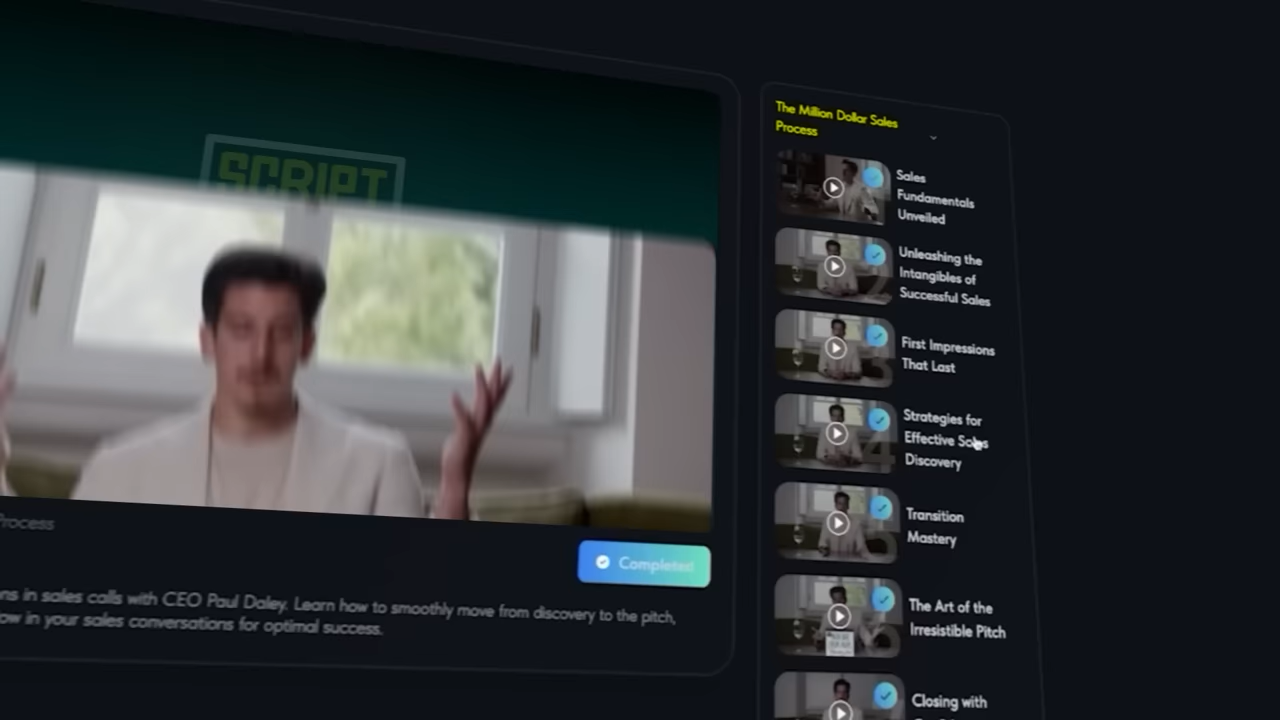 SCRIPT
Process
Completed
ns in sales calls with CEO Paul Daley. Learn how to smoothly move from discovery to the pitch,
ow in your sales conversations for optimal success.
The Million Dollar Sales
Process
Sales
Fundamentals
Unveiled
Unleashing the
Intangibles of
Successful Sales
First Impressions
That Last
Strategies for
Effective Sales
Discovery
Transition
Mastery
The Art of the
Irresistible Pitch
Closing with